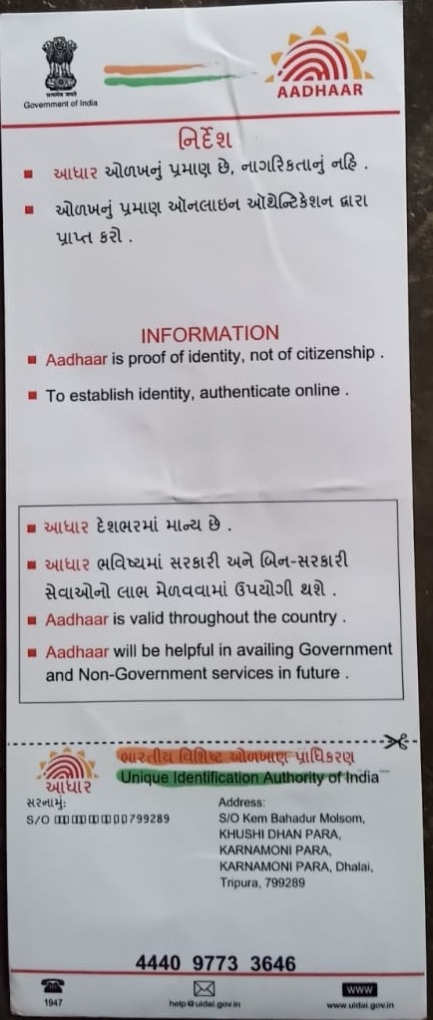 Government of India
AADHAAR
નિર્દેશ
આધાર ઓળખનું પ્રમાણ છે, નાગરિકતાનું નહિ .
ઓળખનું પ્રમાણ ઑનલાઇન ઑથેન્ટિકેશન દ્વારા
પ્રાપ્ત કરો .
INFORMATION
Aadhaar is proof of identity, not of citizenship .
To establish identity, authenticate online .
આધાર દેશભરમાં માન્ય છે .
આધાર ભવિષ્યમાં સરકારી અને બિન-સરકારી
સેવાઓનો લાભ મેળવવામાં ઉપયોગી થશે .
Aadhaar is valid throughout the country .
Aadhaar will be helpful in availing Government
and Non-Government services in future .
ભારતીય વિશિષ્ટ ઓળખાણ પ્રાધિકરણ
Unique Identification Authority of India
આધાર
સરનામું:
S/O 799289
Address:
S/O Kem Bahadur Molsom,
KHUSHI DHAN PARA,
KARNAMONI PARA,
KARNAMONI PARA, Dhalai,
Tripura, 799289
4440 9773 3646
1947
help@uidai.gov.in
WWW
www.uidai.gov.in